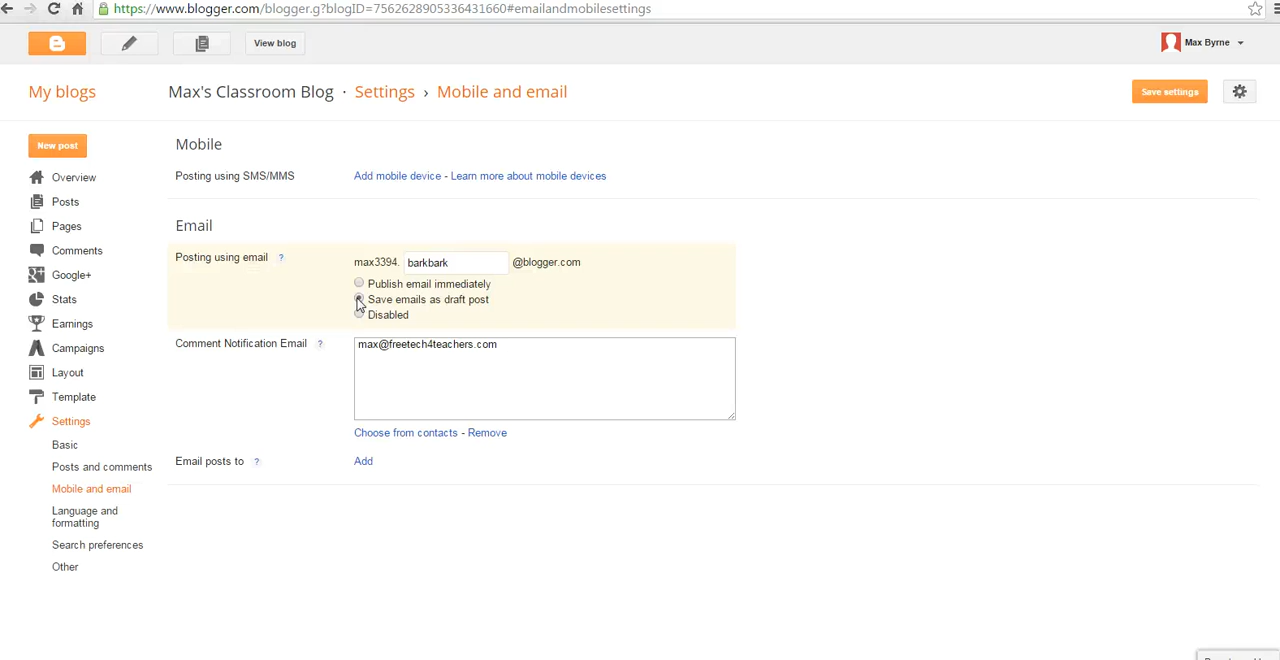 https://www.blogger.com/blogger.g?blogID=7562628905336431660#emailandmobilesettings
View blog
Max Byrne
My blogs
Max's Classroom Blog · Settings › Mobile and email
Save settings
New post
Overview
Posts
Pages
Comments
Google+
Stats
Earnings
Campaigns
Layout
Template
Settings
Basic
Posts and comments
Mobile and email
Language and
formatting
Search preferences
Other
Mobile
Posting using SMS/MMS
Add mobile device - Learn more about mobile devices
Email
Posting using email ?
max3394. barkbark @blogger.com
Publish email immediately
Save emails as draft post
Disabled
Comment Notification Email ?
max@freetech4teachers.com
Choose from contacts - Remove
Email posts to ?
Add